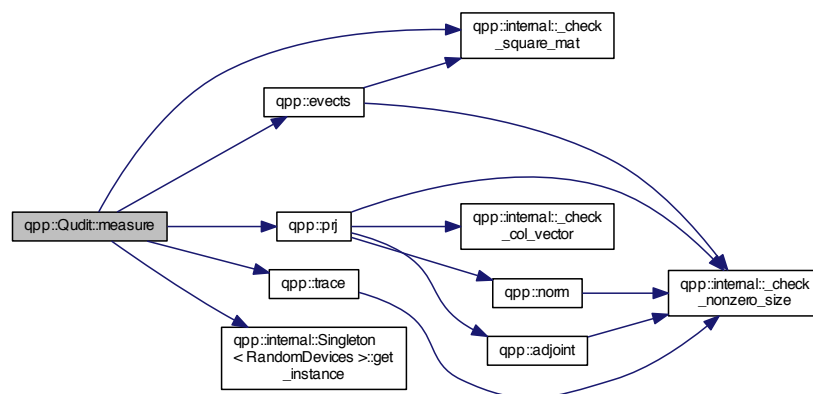 qpp::internal::_check
_square_mat
qpp::evects
qpp::Qudit::measure
qpp::prj
qpp::internal::_check
_col_vector
qpp::trace
qpp::norm
qpp::internal::_check
_nonzero_size
qpp::internal::Singleton
< RandomDevices >::get
_instance
qpp::adjoint